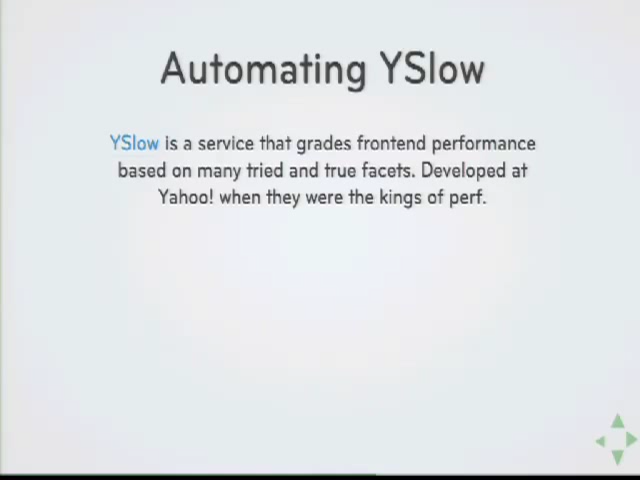 Automating YSlow
YSlow is a service that grades frontend performance
based on many tried and true facets. Developed at
Yahoo! when they were the kings of perf.